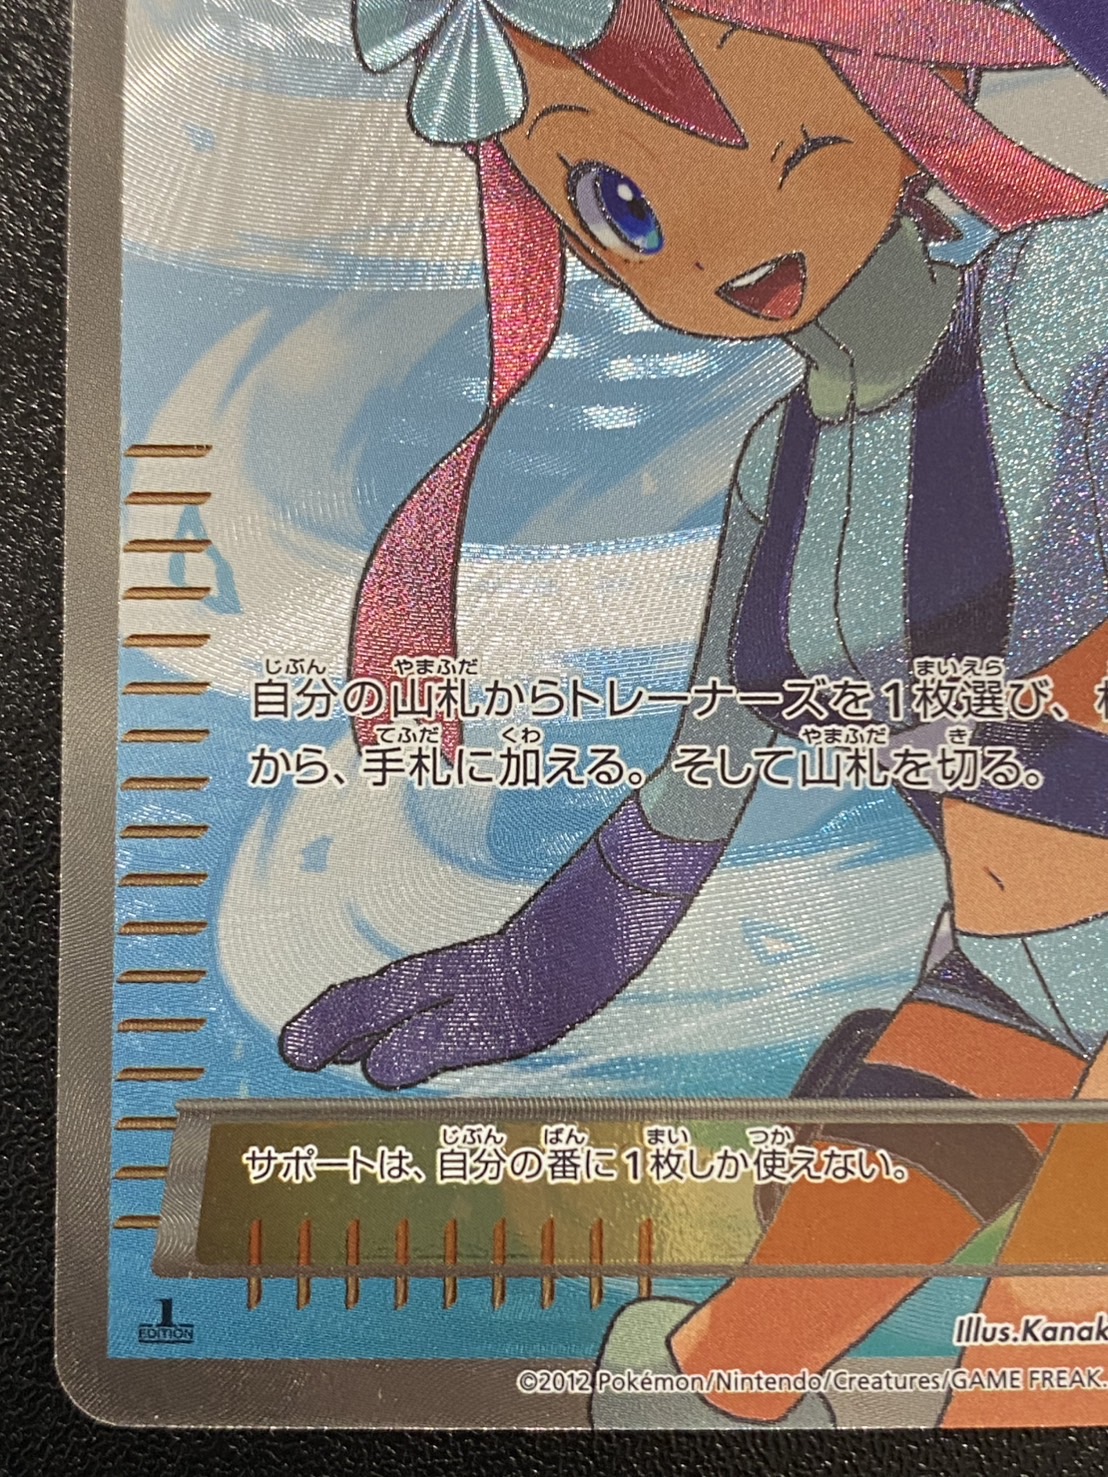 自分の山札からトレーナーズを1枚選び、
から、手札に加える。そして山札を切る。
サポートは、自分の番に1枚しか使えない。
1
EDITION
Illus.Kanak
©2012 Pokémon/Nintendo/Creatures/GAME FREAK.